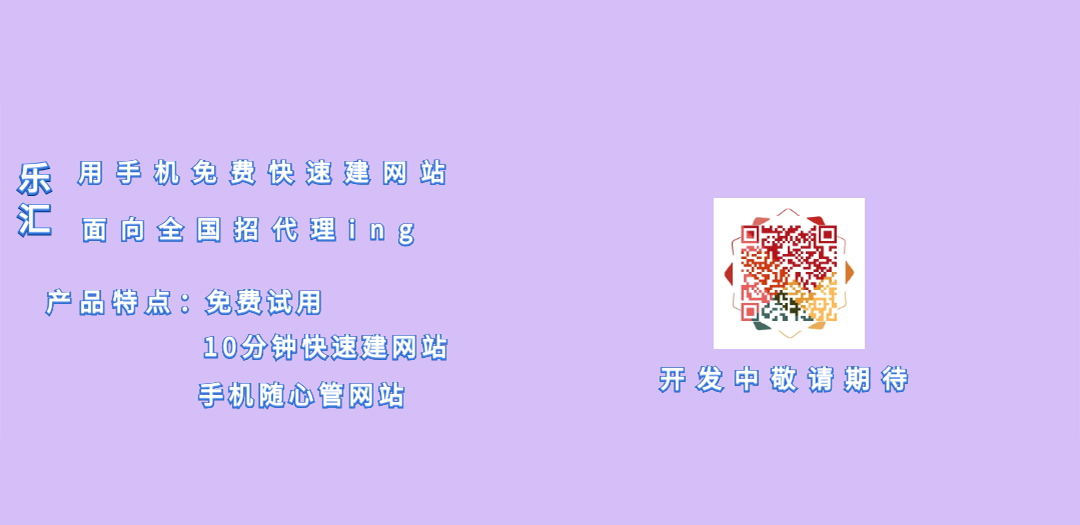 乐汇
用手机免费快速建网站
面向全国招代理ing
产品特点：免费试用
10分钟快速建网站
手机随心管网站
开发中敬请期待